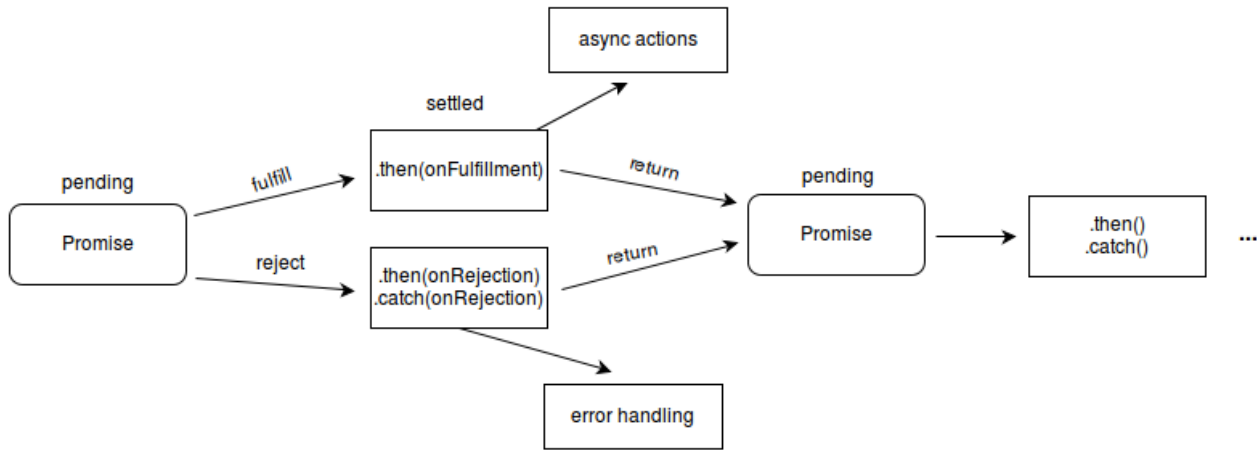 async actions
settled
.then(onFulfillment)
pending
fulfill
return
pending
Promise
Promise
.then()
.catch()
...
reject
.then(onRejection)
.catch(onRejection)
return
error handling